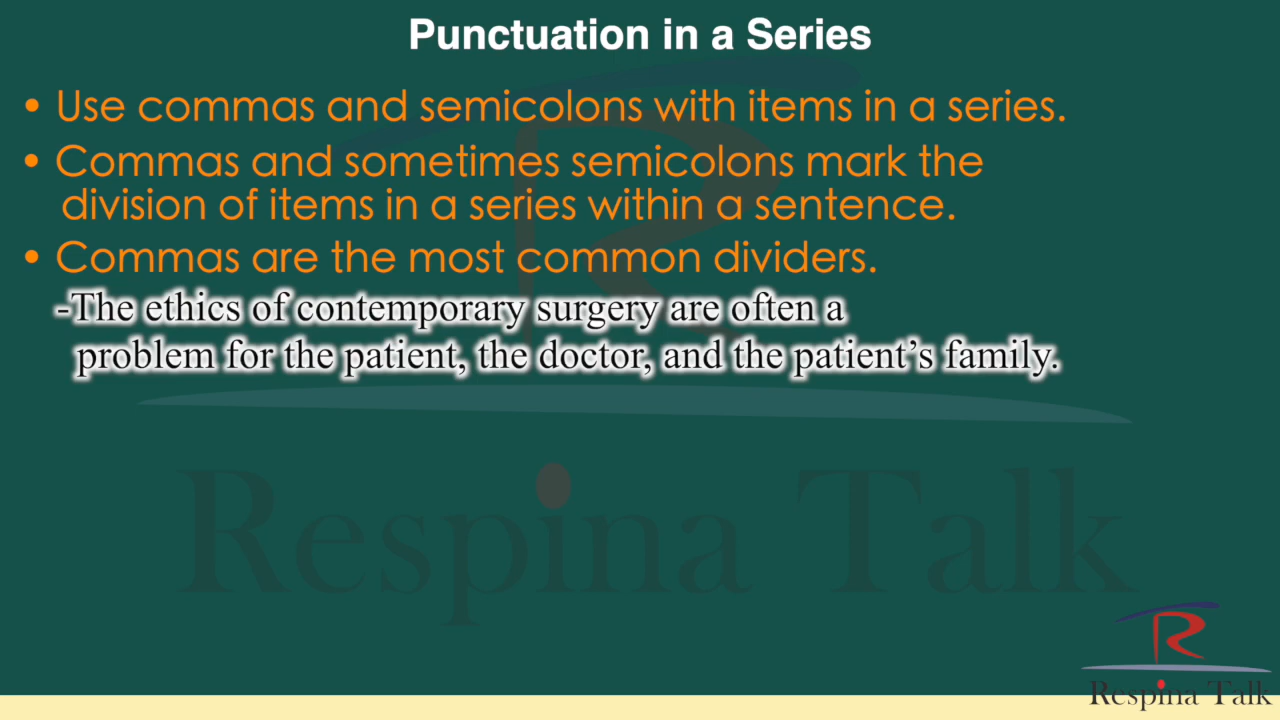 Punctuation in a Series
• Use commas and semicolons with items in a series.
• Commas and sometimes semicolons mark the
division of items in a series within a sentence.
• Commas are the most common dividers.
-The ethics of contemporary surgery are often a
problem for the patient, the doctor, and the patient’s family.
Respina Talk
R
Respina Talk